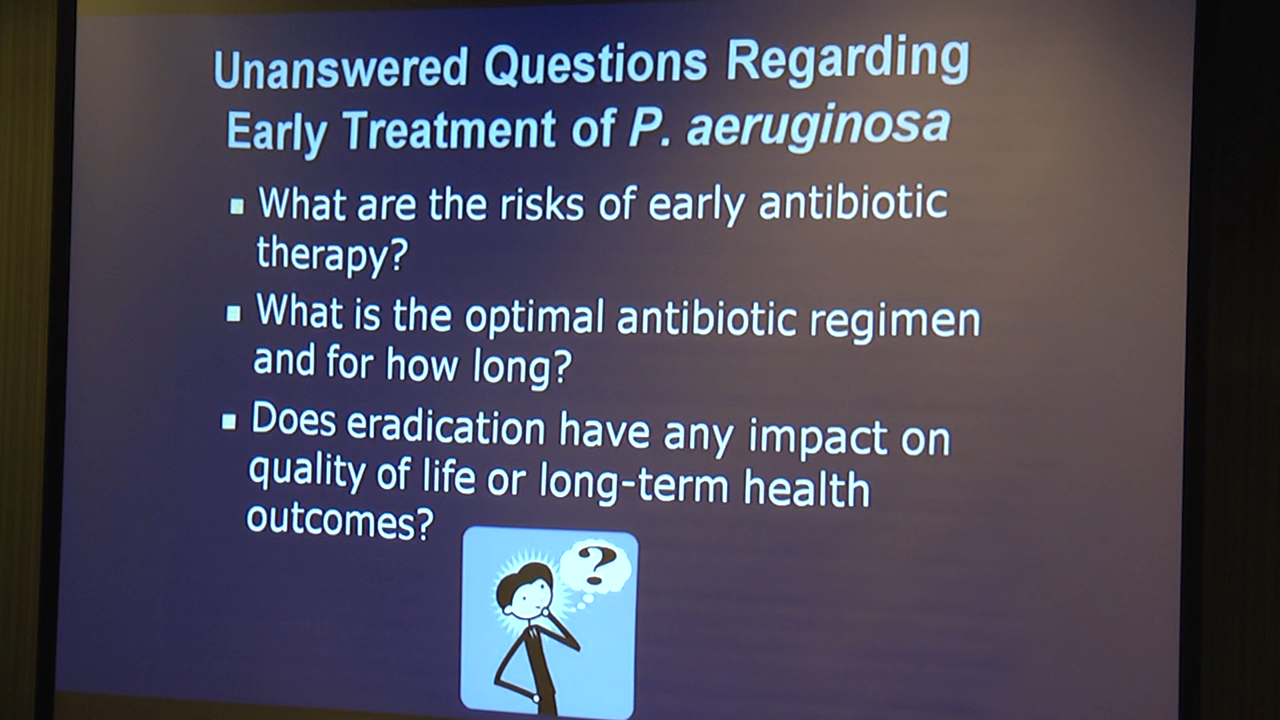 Unanswered Questions Regarding
Early Treatment of P. aeruginosa
▪ What are the risks of early antibiotic
therapy?
▪ What is the optimal antibiotic regimen
and for how long?
▪ Does eradication have any impact on
quality of life or long-term health
outcomes?
?